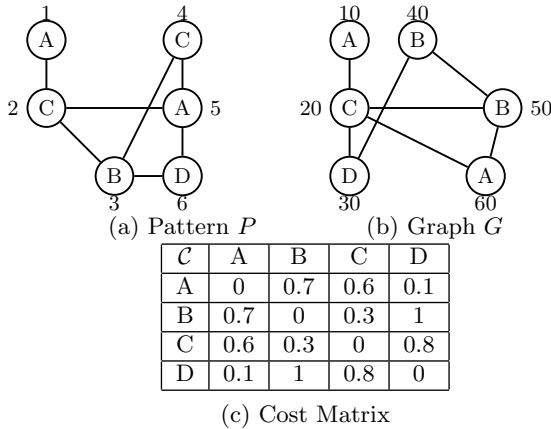 1 4 10 40
A C A B
2 C A 5 20 C B 50
B D D A
3 6 30 60
(a) Pattern P (b) Graph G
C A B C D
A 0 0.7 0.6 0.1
B 0.7 0 0.3 1
C 0.6 0.3 0 0.8
D 0.1 1 0.8 0
(c) Cost Matrix